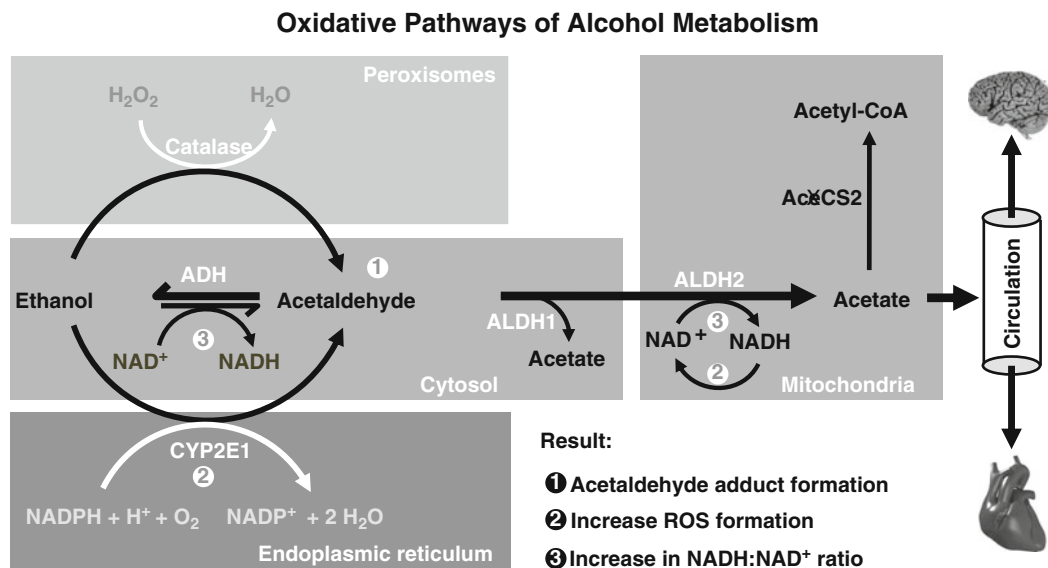 Oxidative Pathways of Alcohol Metabolism
Peroxisomes
H₂O₂ H₂O
Catalase
Acetyl-CoA
AceCS2
ADH
1
Ethanol Acetaldehyde
3
NAD⁺ NADH
ALDH1
Acetate
Cytosol
ALDH2
Acetate
3
NAD⁺ NADH
2
Mitochondria
Circulation
CYP2E1
2
NADPH + H⁺ + O₂ NADP⁺ + 2 H₂O
Endoplasmic reticulum
Result:
1 Acetaldehyde adduct formation
2 Increase ROS formation
3 Increase in NADH:NAD⁺ ratio